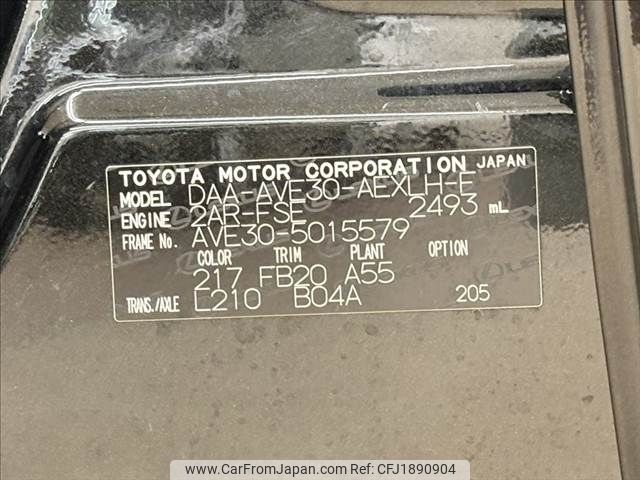 TOYOTA MOTOR CORPORATION JAPAN
MODEL DAA-AVE30-AEXLH-E
ENGINE 2AR-FSE 2493 mL
FRAME No. AVE30-5015579
COLOR TRIM PLANT OPTION
217 FB20 A55
TRANS./AXLE L210 B04A 205
www.CarFromJapan.com Ref No.: CFJ1890904